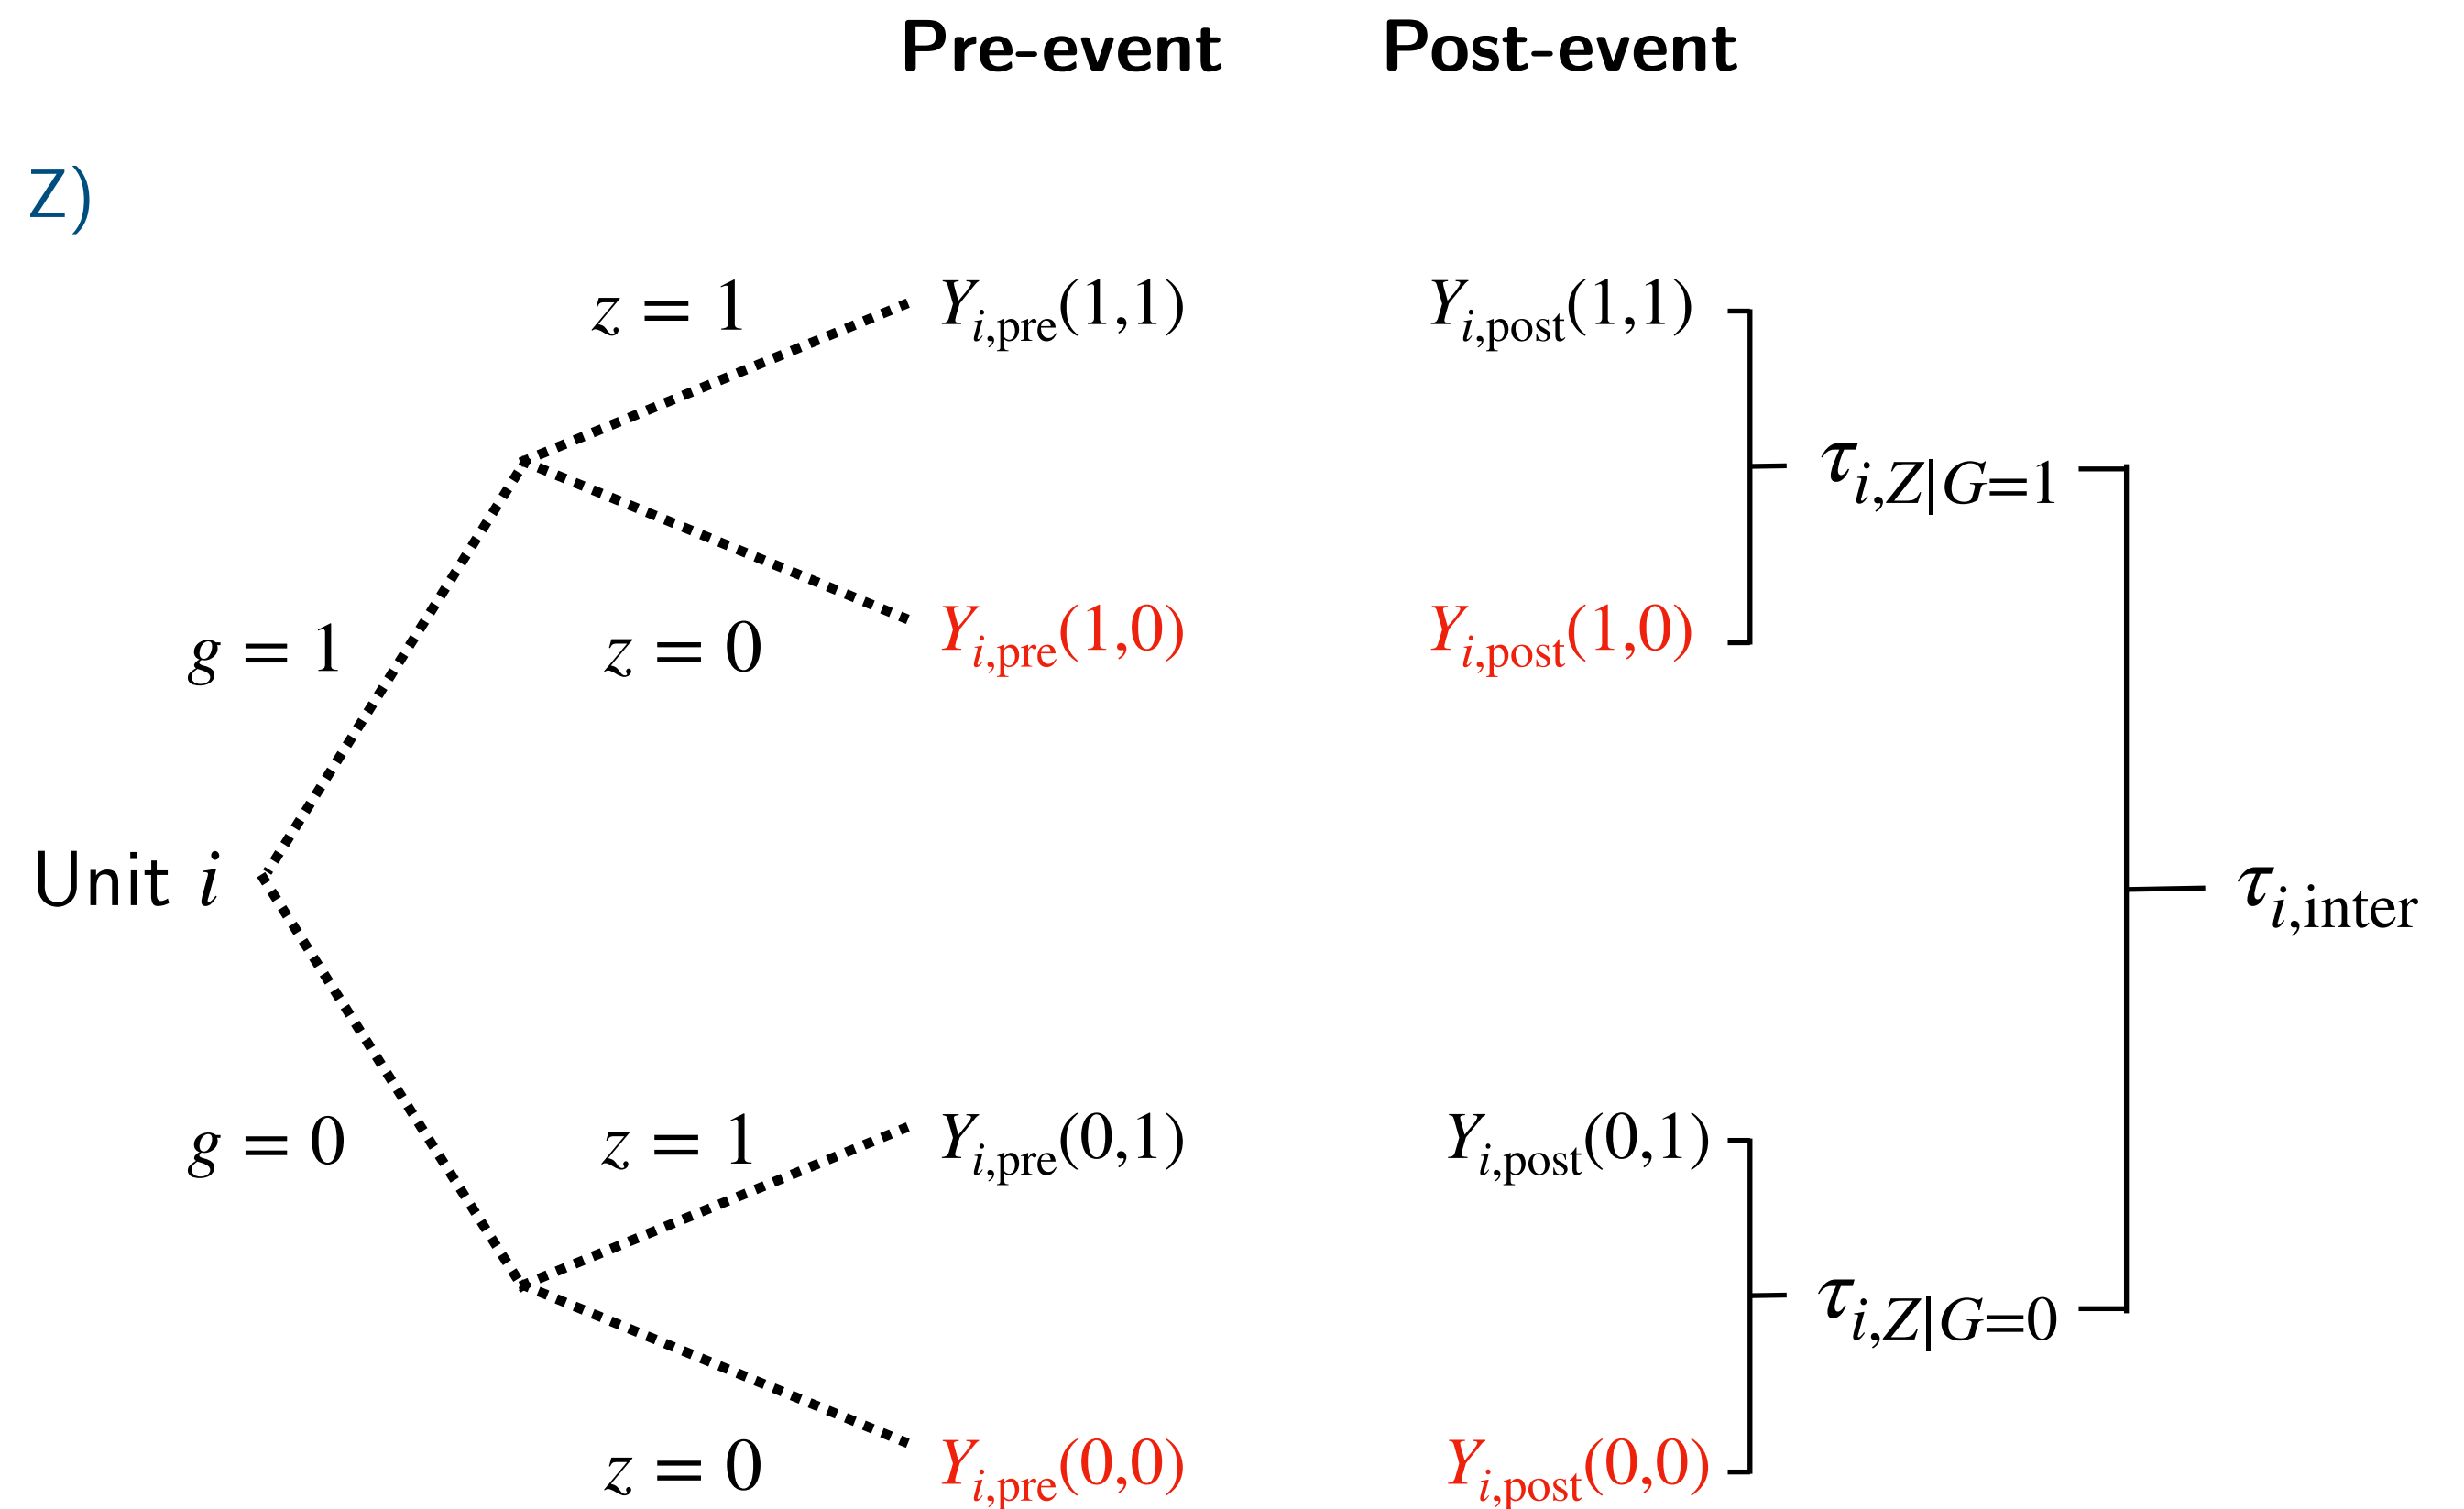 Pre-event Post-event
Z)
z = 1 Y_{i,pre}(1,1) Y_{i,post}(1,1)
τ_{i,Z|G=1}
g = 1 z = 0 Y_{i,pre}(1,0) Y_{i,post}(1,0)
Unit i τ_{i,inter}
g = 0 z = 1 Y_{i,pre}(0,1) Y_{i,post}(0,1)
τ_{i,Z|G=0}
z = 0 Y_{i,pre}(0,0) Y_{i,post}(0,0)